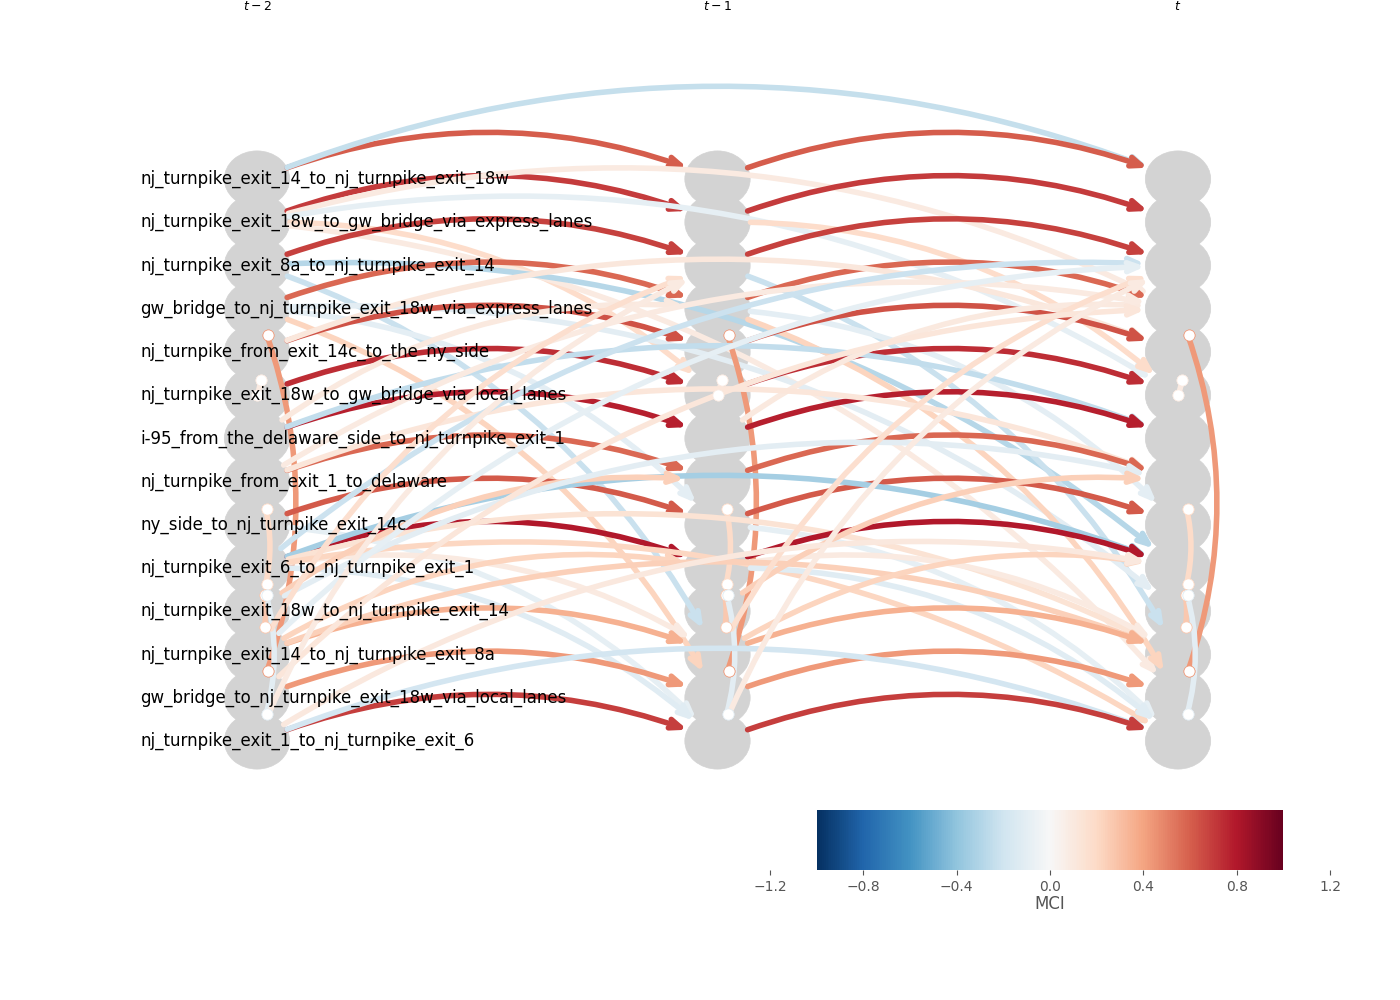 t − 2 t − 1 t
nj_turnpike_exit_14_to_nj_turnpike_exit_18w
nj_turnpike_exit_18w_to_gw_bridge_via_express_lanes
nj_turnpike_exit_8a_to_nj_turnpike_exit_14
gw_bridge_to_nj_turnpike_exit_18w_via_express_lanes
nj_turnpike_from_exit_14c_to_the_ny_side
nj_turnpike_exit_18w_to_gw_bridge_via_local_lanes
i-95_from_the_delaware_side_to_nj_turnpike_exit_1
nj_turnpike_from_exit_1_to_delaware
ny_side_to_nj_turnpike_exit_14c
nj_turnpike_exit_6_to_nj_turnpike_exit_1
nj_turnpike_exit_18w_to_nj_turnpike_exit_14
nj_turnpike_exit_14_to_nj_turnpike_exit_8a
gw_bridge_to_nj_turnpike_exit_18w_via_local_lanes
nj_turnpike_exit_1_to_nj_turnpike_exit_6
−1.2 −0.8 −0.4 0.0 0.4 0.8 1.2
MCI